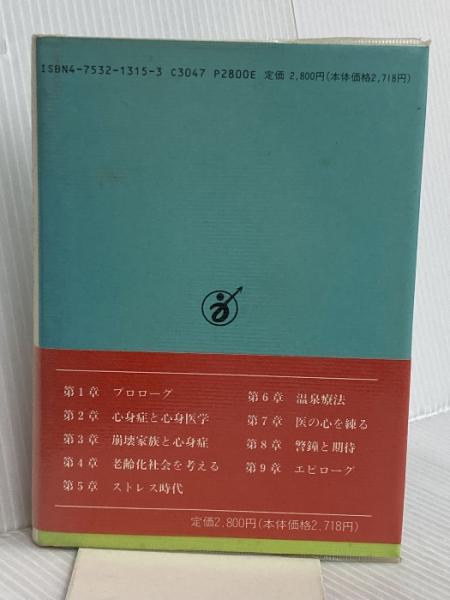 ISBN4-7532-1315-3 C3047 P2800E 定価 2,800円(本体価格2,718円)
第1章 プロローグ
第2章 心身症と心身医学
第3章 崩壊家族と心身症
第4章 老齢化社会を考える
第5章 ストレス時代
第6章 温泉療法
第7章 医の心を練る
第8章 警鐘と期待
第9章 エピローグ
定価2,800円(本体価格2,718円)